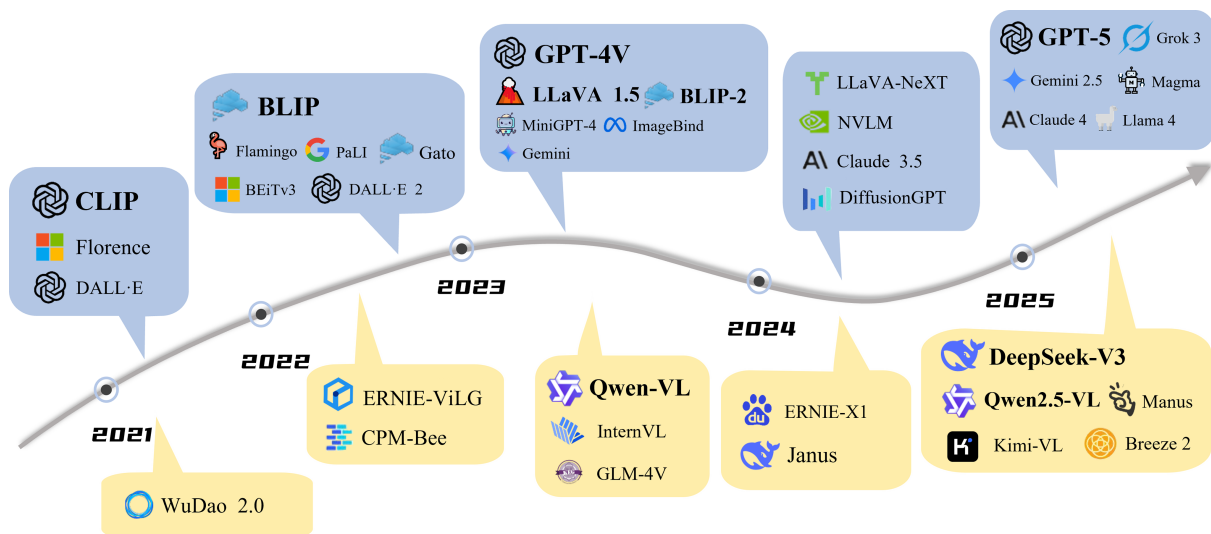 CLIP
Florence
DALL·E
BLIP
Flamingo PaLI Gato
BEiTv3 DALL·E 2
GPT-4V
LLaVA 1.5 BLIP-2
MiniGPT-4 ImageBind
Gemini
LLaVA-NeXT
NVLM
Claude 3.5
DiffusionGPT
GPT-5 Grok 3
Gemini 2.5 Magma
Claude 4 Llama 4
2021
2022
2023
2024
2025
WuDao 2.0
ERNIE-ViLG
CPM-Bee
Qwen-VL
InternVL
KEG
GLM-4V
du
ERNIE-X1
Janus
DeepSeek-V3
Qwen2.5-VL Manus
Kimi-VL Breeze 2